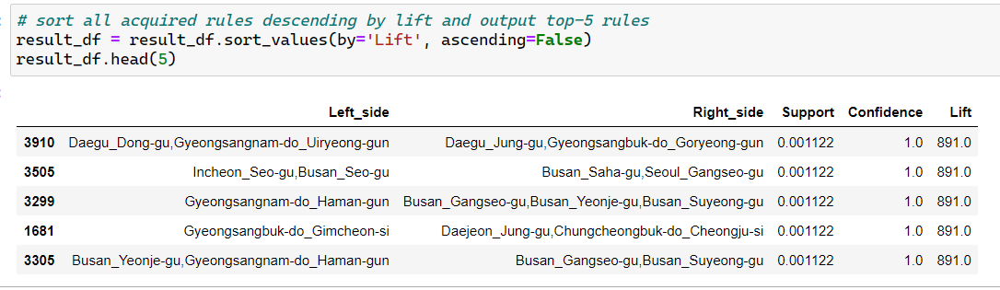 # sort all acquired rules descending by lift and output top-5 rules
result_df = result_df.sort_values(by='Lift', ascending=False)
result_df.head(5)
Left_side Right_side Support Confidence Lift
3910 Daegu_Dong-gu,Gyeongsangnam-do_Uiryeong-gun Daegu_Jung-gu,Gyeongsangbuk-do_Goryeong-gun 0.001122 1.0 891.0
3505 Incheon_Seo-gu,Busan_Seo-gu Busan_Saha-gu,Seoul_Gangseo-gu 0.001122 1.0 891.0
3299 Gyeongsangnam-do_Haman-gun Busan_Gangseo-gu,Busan_Yeonje-gu,Busan_Suyeong-gu 0.001122 1.0 891.0
1681 Gyeongsangbuk-do_Gimcheon-si Daejeon_Jung-gu,Chungcheongbuk-do_Cheongju-si 0.001122 1.0 891.0
3305 Busan_Yeonje-gu,Gyeongsangnam-do_Haman-gun Busan_Gangseo-gu,Busan_Suyeong-gu 0.001122 1.0 891.0